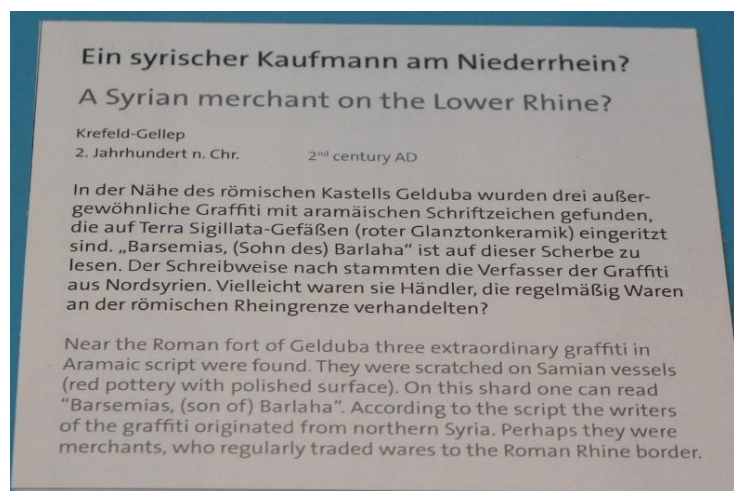 Ein syrischer Kaufmann am Niederrhein?
A Syrian merchant on the Lower Rhine?
Krefeld-Gellep
2. Jahrhundert n. Chr. 2nd century AD
In der Nähe des römischen Kastells Gelduba wurden drei außer-
gewöhnliche Graffiti mit aramäischen Schriftzeichen gefunden,
die auf Terra Sigillata-Gefäßen (roter Glanztonkeramik) eingeritzt
sind. „Barsemias, (Sohn des) Barlaha“ ist auf dieser Scherbe zu
lesen. Der Schreibweise nach stammten die Verfasser der Graffiti
aus Nordsyrien. Vielleicht waren sie Händler, die regelmäßig Waren
an der römischen Rheingrenze verhandelten?
Near the Roman fort of Gelduba three extraordinary graffiti in
Aramaic script were found. They were scratched on Samian vessels
(red pottery with polished surface). On this shard one can read
“Barsemias, (son of) Barlaha”. According to the script the writers
of the graffiti originated from northern Syria. Perhaps they were
merchants, who regularly traded wares to the Roman Rhine border.